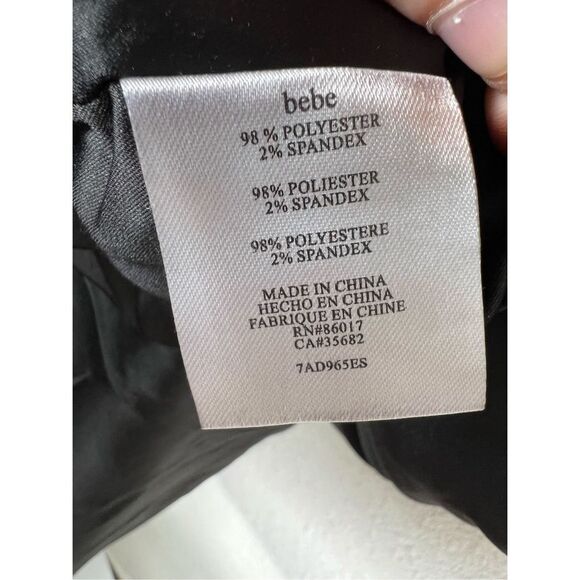 bebe
98 % POLYESTER
2% SPANDEX
98% POLIESTER
2% SPANDEX
98% POLYESTERE
2% SPANDEX
MADE IN CHINA
HECHO EN CHINA
FABRIQUE EN CHINE
RN#86017
CA#35682
7AD965ES